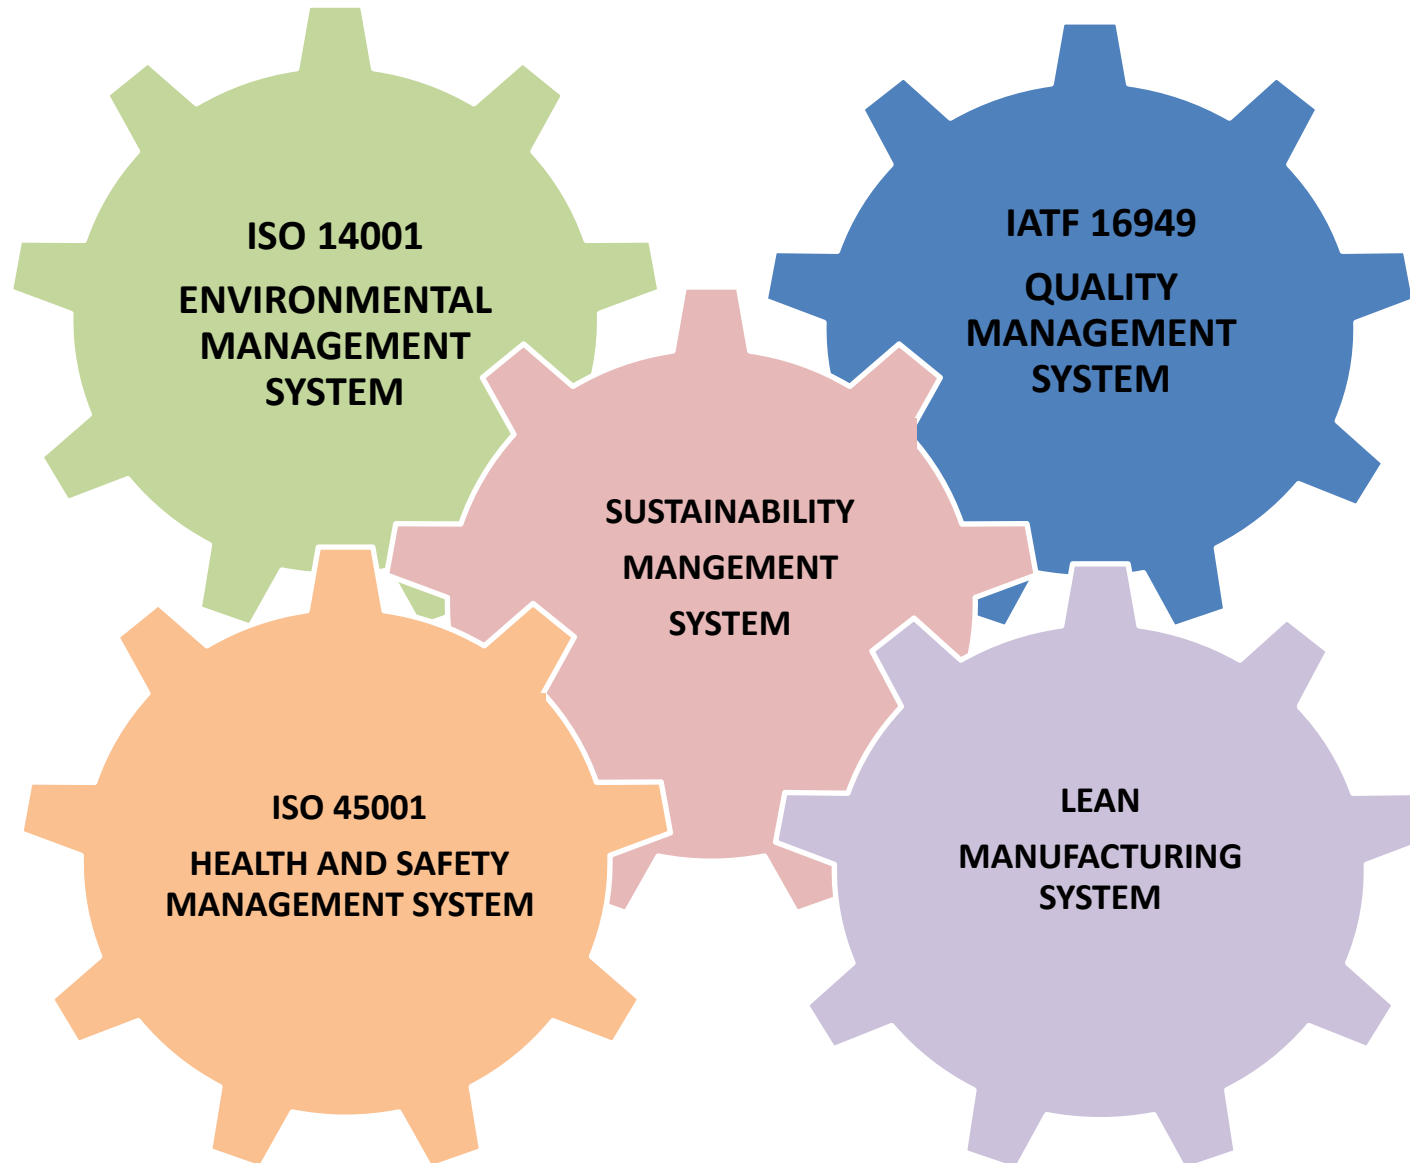 ISO 14001
ENVIRONMENTAL
MANAGEMENT
SYSTEM
IATF 16949
QUALITY
MANAGEMENT
SYSTEM
SUSTAINABILITY
MANGEMENT
SYSTEM
ISO 45001
HEALTH AND SAFETY
MANAGEMENT SYSTEM
LEAN
MANUFACTURING
SYSTEM